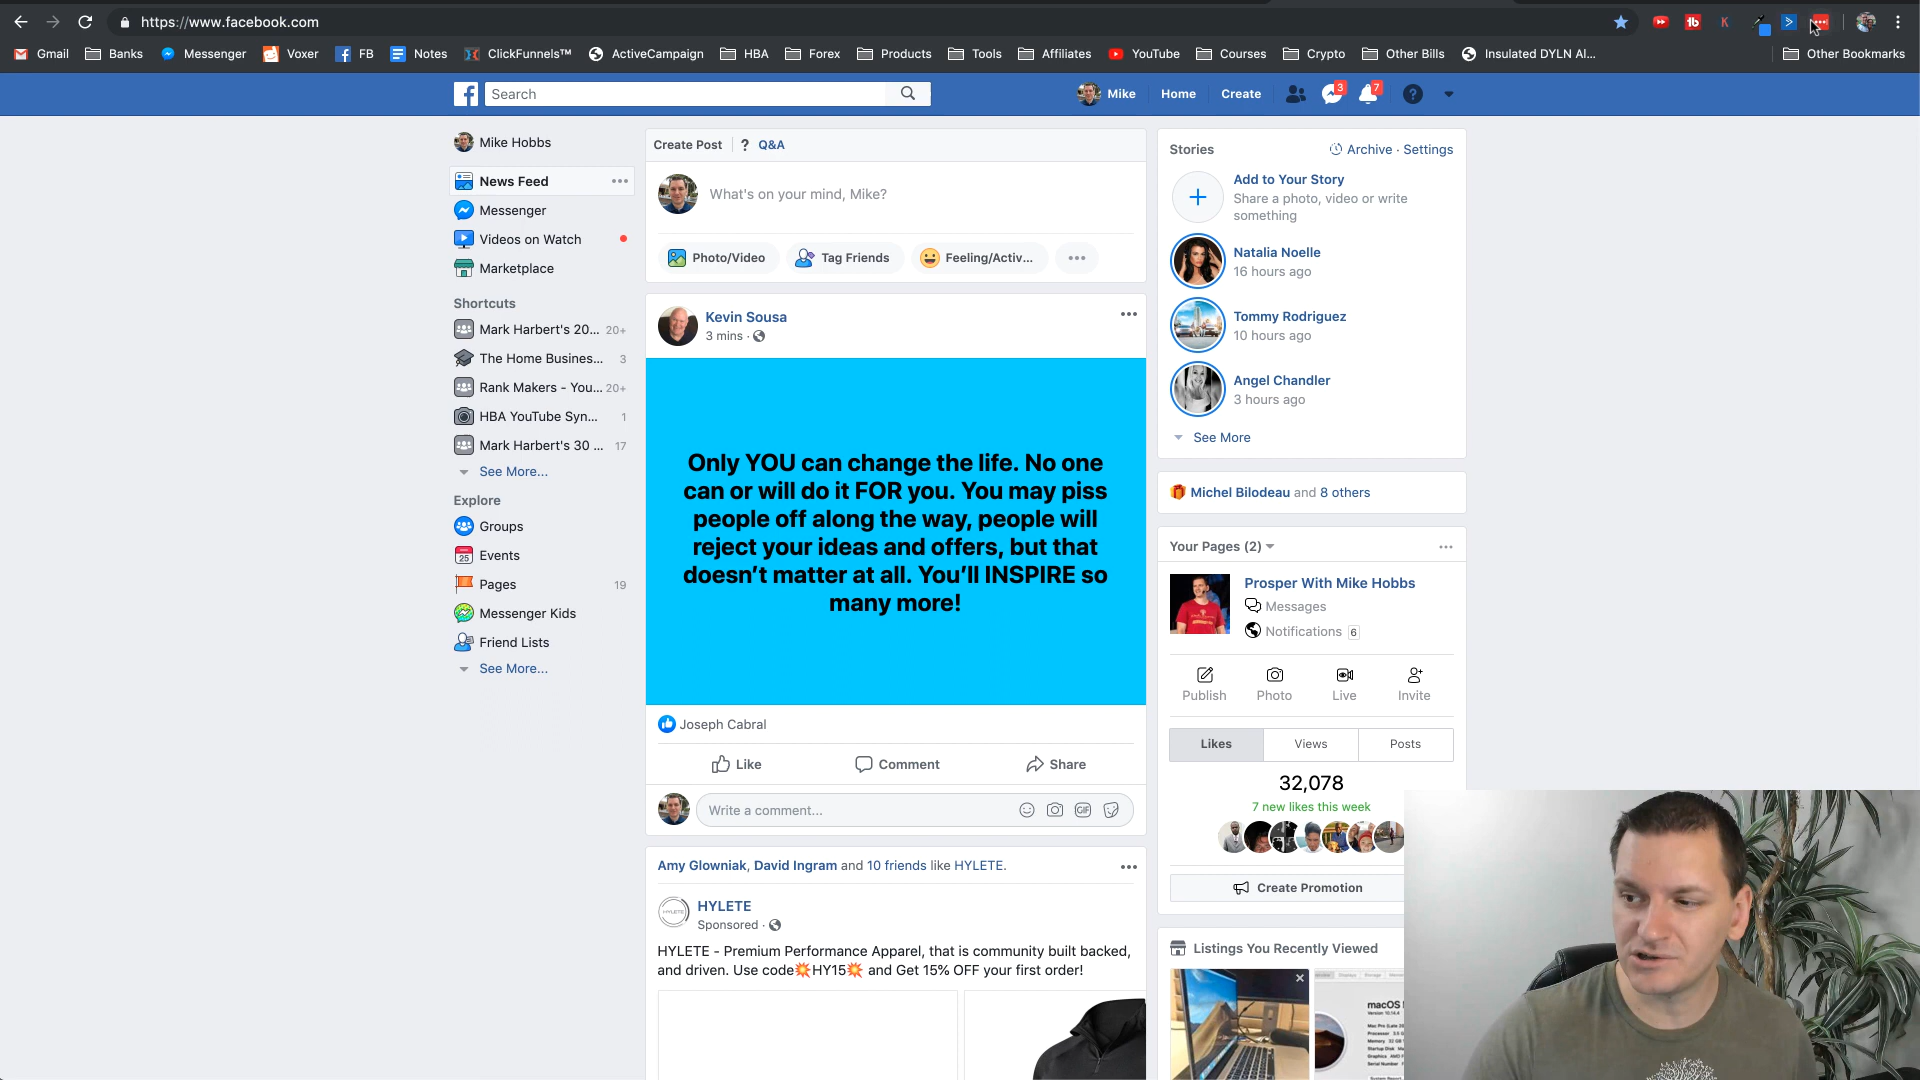 https://www.facebook.com
Gmail Banks Messenger Voxer FB Notes ClickFunnels™ ActiveCampaign HBA Forex Products Tools Affiliates YouTube Courses Crypto Other Bills Insulated DYLN Al... Other Bookmarks
Search
Mike Home Create 3 7
Mike Hobbs
News Feed
Messenger
Videos on Watch
Marketplace
Shortcuts
Mark Harbert's 20... 20+
The Home Busines... 3
Rank Makers - You... 20+
HBA YouTube Syn... 1
Mark Harbert's 30 ... 17
See More...
Explore
Groups
Events
Pages 19
Messenger Kids
Friend Lists
See More...
Create Post ? Q&A
What's on your mind, Mike?
Photo/Video Tag Friends Feeling/Activ...
Kevin Sousa
3 mins ·
Only YOU can change the life. No one
can or will do it FOR you. You may piss
people off along the way, people will
reject your ideas and offers, but that
doesn't matter at all. You'll INSPIRE so
many more!
Joseph Cabral
Like Comment Share
Write a comment...
GIF
Amy Glowniak, David Ingram and 10 friends like HYLETE.
HYLETE
Sponsored ·
HYLETE - Premium Performance Apparel, that is community built backed,
and driven. Use code💥HY15💥 and Get 15% OFF your first order!
Stories Archive · Settings
Add to Your Story
Share a photo, video or write
something
Natalia Noelle
16 hours ago
Tommy Rodriguez
10 hours ago
Angel Chandler
3 hours ago
See More
Michel Bilodeau and 8 others
Your Pages (2)
Prosper With Mike Hobbs
Messages
Notifications 6
Publish Photo Live Invite
Likes Views Posts
32,078
7 new likes this week
Create Promotion
Listings You Recently Viewed
macOS